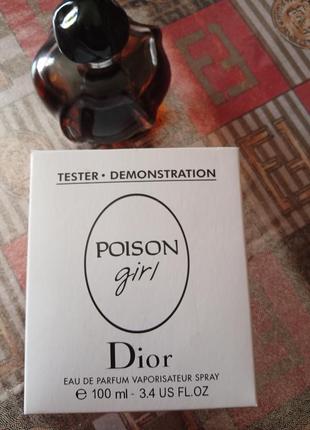 TESTER • DEMONSTRATION
POISON
girl
Dior
EAU DE PARFUM VAPORISATEUR SPRAY
℮ 100 ml - 3.4 US FL.OZ